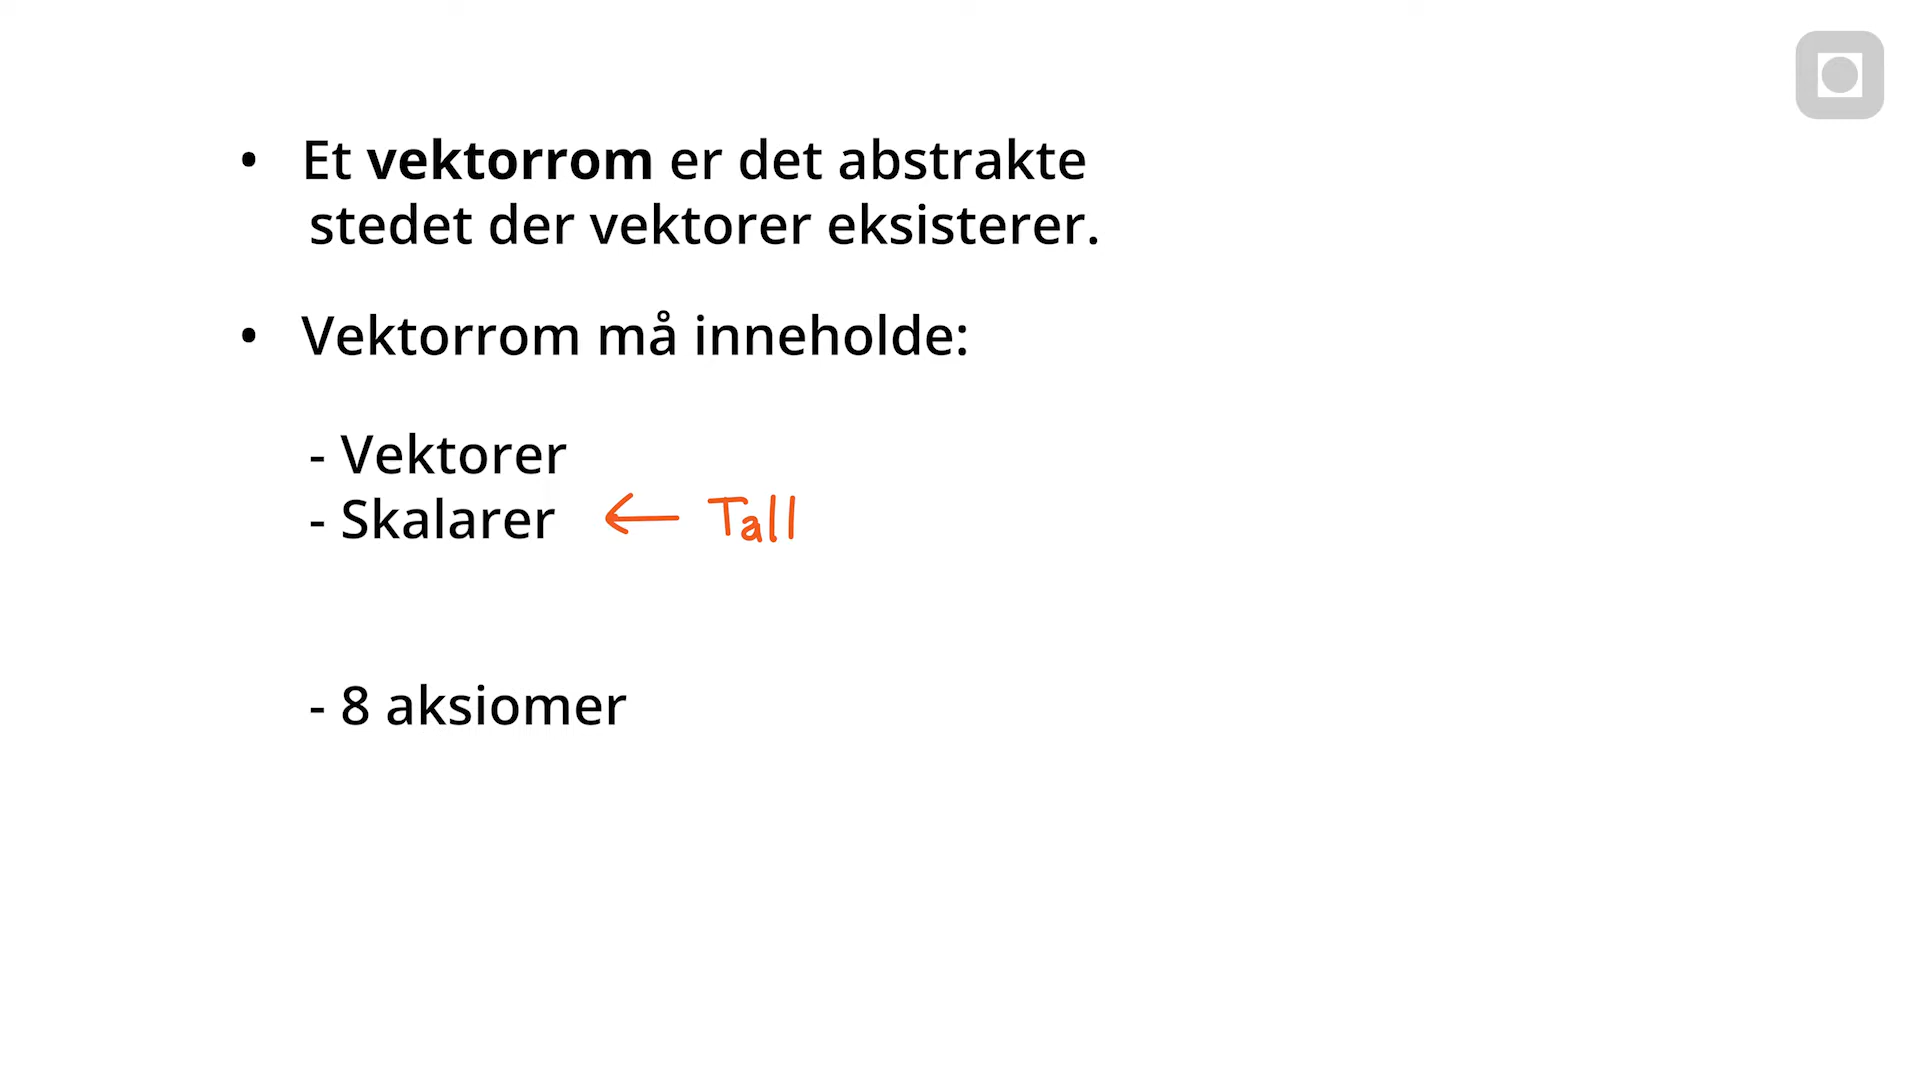 • Et vektorrom er det abstrakte
stedet der vektorer eksisterer.
• Vektorrom må inneholde:
- Vektorer
- Skalarer ← Tall
- 8 aksiomer